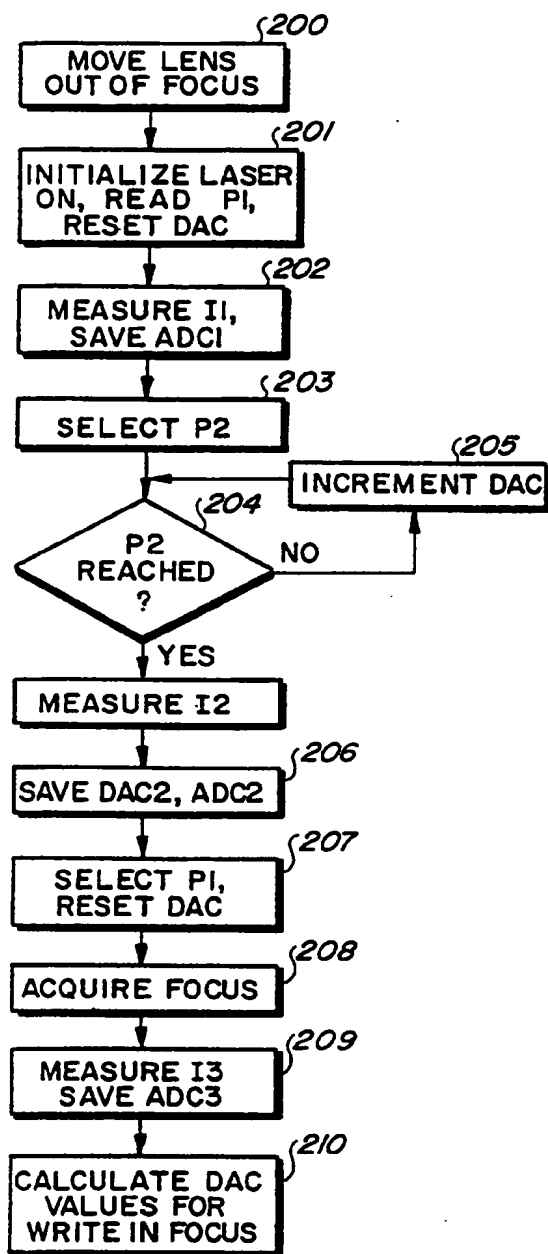 200
MOVE LENS
OUT OF FOCUS
201
INITIALIZE LASER
ON, READ P1,
RESET DAC
202
MEASURE I1,
SAVE ADC1
203
SELECT P2
205
INCREMENT DAC
204
P2
REACHED
?
NO
YES
MEASURE I2
206
SAVE DAC2, ADC2
207
SELECT P1,
RESET DAC
208
ACQUIRE FOCUS
209
MEASURE I3
SAVE ADC3
210
CALCULATE DAC
VALUES FOR
WRITE IN FOCUS